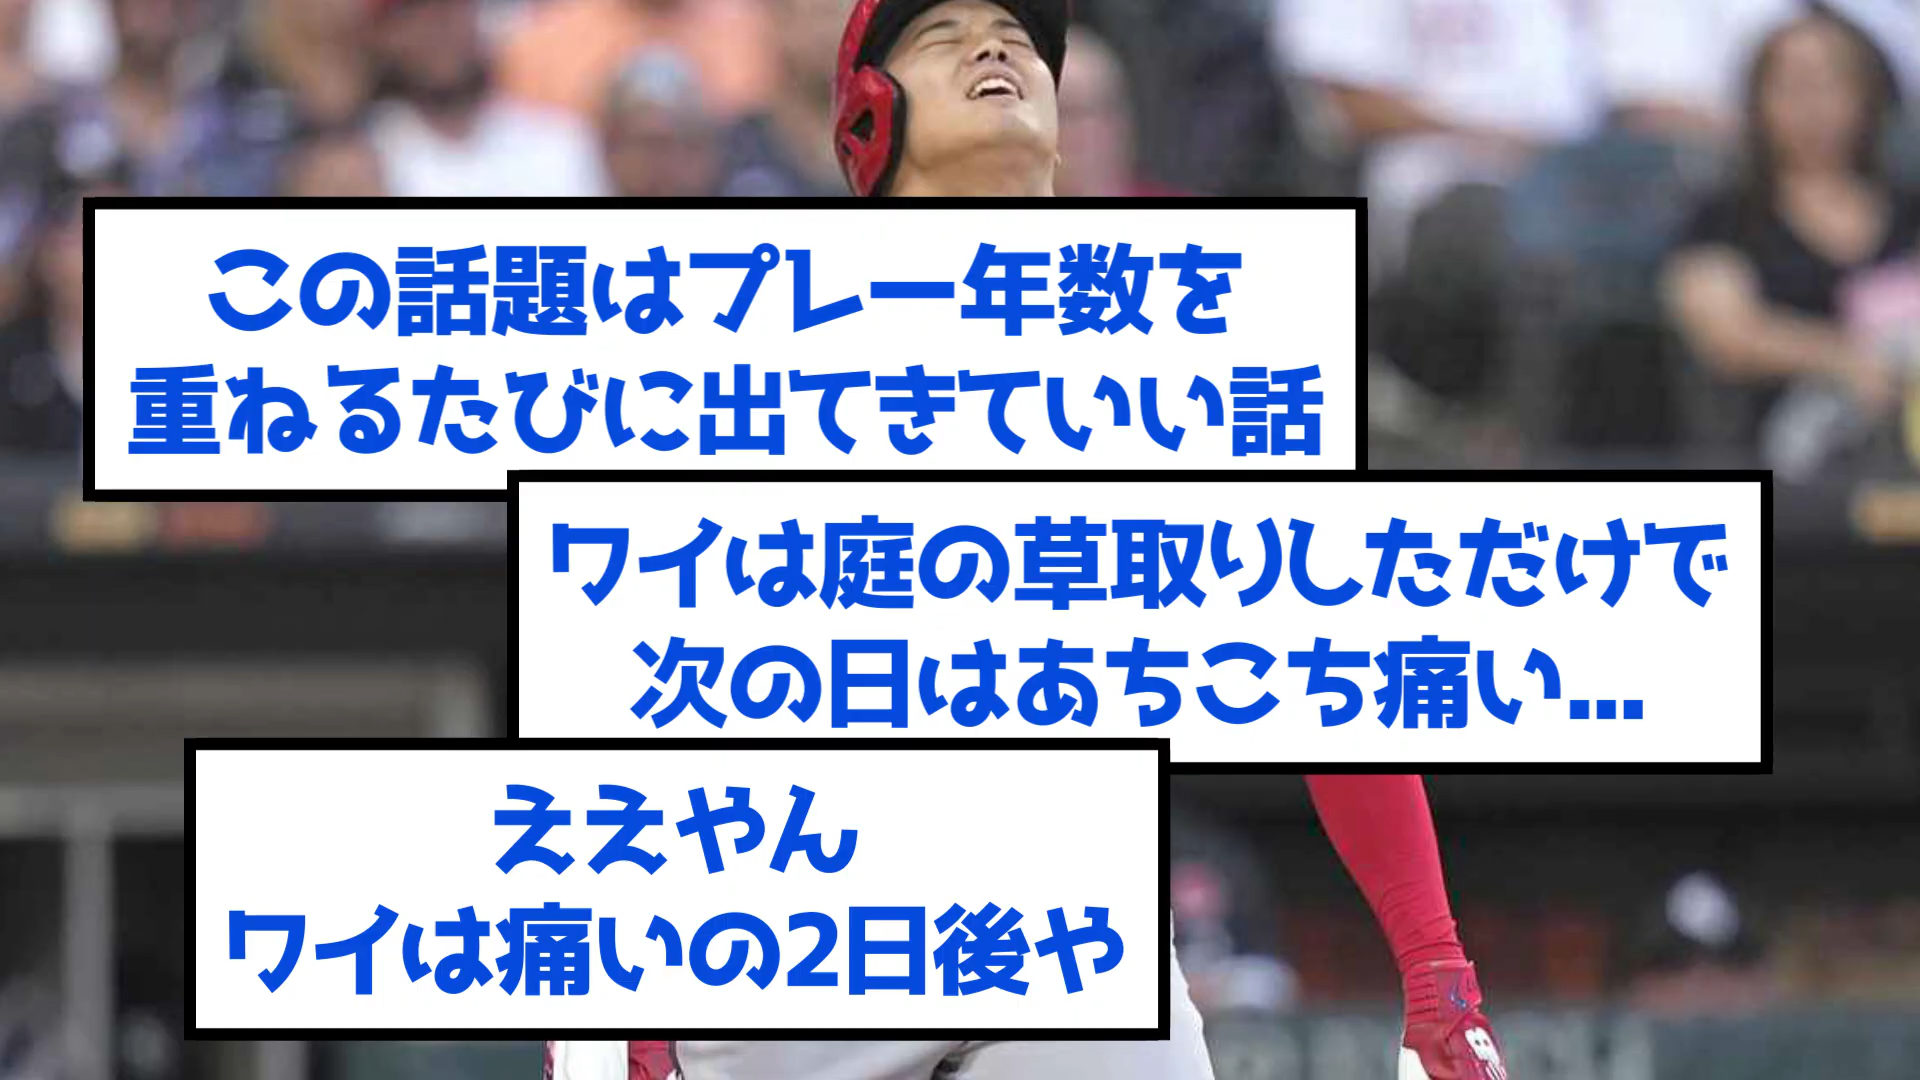 この話題はプレー年数を
重ねるたびに出てきていい話
ワイは庭の草取りしただけで
次の日はあちこち痛い...
ええやん
ワイは痛いの2日後や